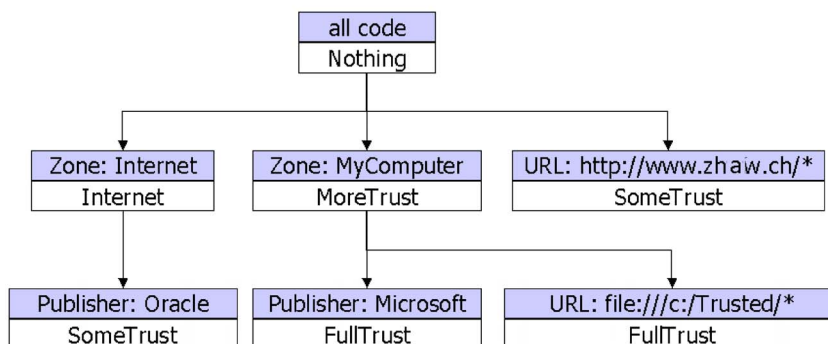 all code
Nothing
Zone: Internet
Internet
Zone: MyComputer
MoreTrust
URL: http://www.zhaw.ch/*
SomeTrust
Publisher: Oracle
SomeTrust
Publisher: Microsoft
FullTrust
URL: file:///c:/Trusted/*
FullTrust